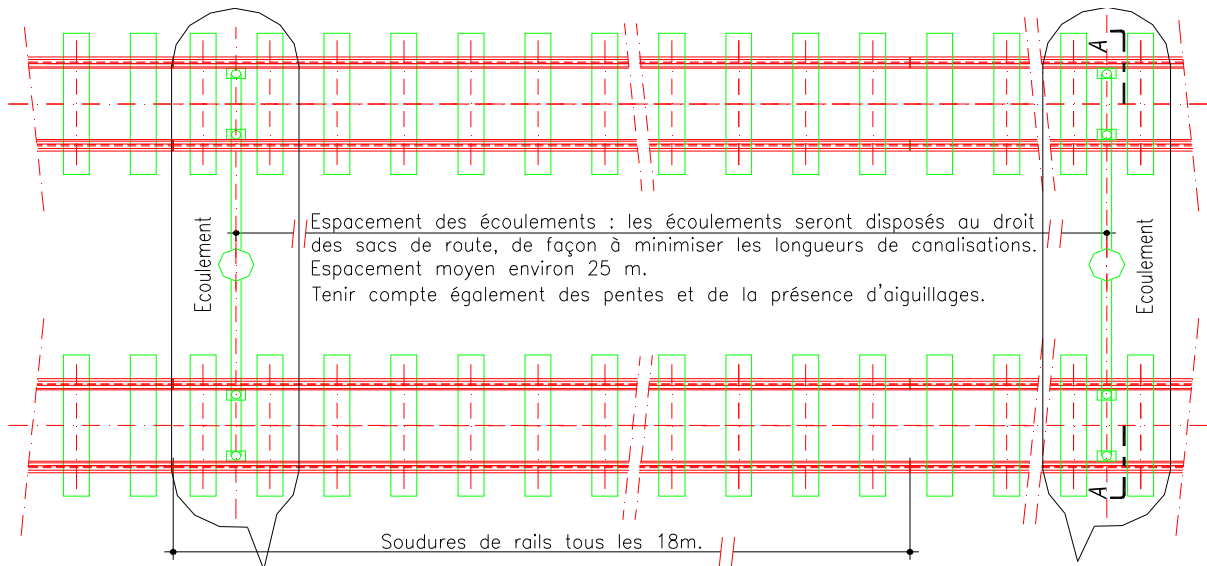 A
Espacement des écoulements : les écoulements seront disposés au droit
des sacs de route, de façon à minimiser les longueurs de canalisations.
Espacement moyen environ 25 m.
Tenir compte également des pentes et de la présence d'aiguillages.
Ecoulement
Ecoulement
A
Soudures de rails tous les 18m.